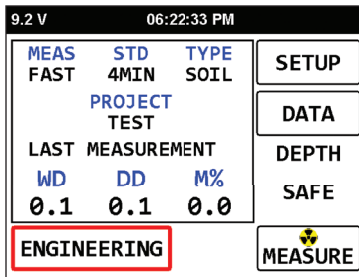 9.2 V 06:22:33 PM
MEAS STD TYPE
FAST 4MIN SOIL
PROJECT
TEST
LAST MEASUREMENT
WD DD M%
0.1 0.1 0.0
ENGINEERING
SETUP
DATA
DEPTH
SAFE
MEASURE